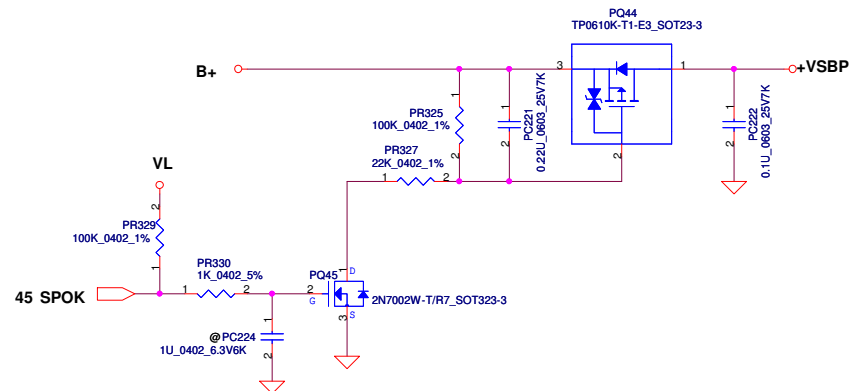 PQ44
TP0610K-T1-E3_SOT23-3
B+
3
1
+VSBP
1
PR325
100K_0402_1%
2
1
PC221
0.22U_0603_25V7K
2
1
PC222
0.1U_0603_25V7K
2
2
PR327
22K_0402_1%
1
2
VL
2
PR329
100K_0402_1%
1
PR330
1K_0402_5%
45 SPOK
1
2
PQ45
1
D
2
G
2N7002W-T/R7_SOT323-3
3
S
1
@PC224
1U_0402_6.3V6K
2